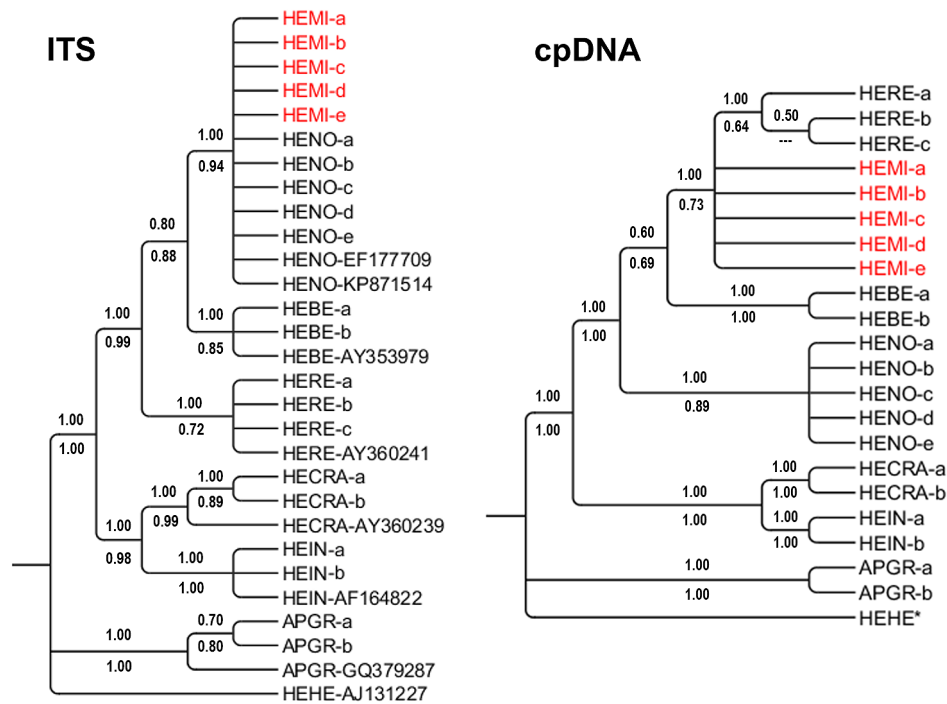 ITS
HEMI-a
HEMI-b
HEMI-c
HEMI-d
HEMI-e
1.00
HENO-a
0.94
HENO-b
HENO-c
HENO-d
0.80
HENO-e
0.88
HENO-EF177709
HENO-KP871514
1.00
HEBE-a
1.00
HEBE-b
0.99
0.85
HEBE-AY353979
HERE-a
1.00
HERE-b
1.00
0.72
HERE-c
1.00
HERE-AY360241
1.00
HECRA-a
1.00
0.89
HECRA-b
0.99
HECRA-AY360239
1.00
HEIN-a
0.98
1.00
HEIN-b
1.00
HEIN-AF164822
0.70
APGR-a
1.00
0.80
APGR-b
1.00
APGR-GQ379287
HEHE-AJ131227
cpDNA
1.00
HERE-a
0.64
0.50
HERE-b
---
HERE-c
1.00
HEMI-a
0.73
HEMI-b
HEMI-c
0.60
HEMI-d
0.69
HEMI-e
1.00
HEBE-a
1.00
1.00
HEBE-b
1.00
HENO-a
HENO-b
1.00
HENO-c
1.00
0.89
HENO-d
1.00
HENO-e
1.00
HECRA-a
1.00
1.00
HECRA-b
1.00
1.00
HEIN-a
1.00
HEIN-b
1.00
APGR-a
1.00
APGR-b
HEHE*